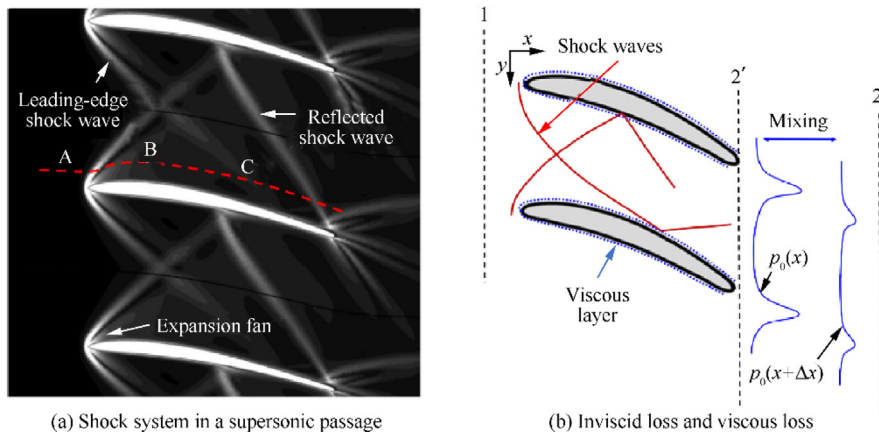 Leading-edge
shock wave
A
B
C
Reflected
shock wave
Expansion fan
(a) Shock system in a supersonic passage
1
x
y
Shock waves
2′
2
Mixing
p₀(x)
Viscous
layer
p₀(x+Δx)
(b) Inviscid loss and viscous loss